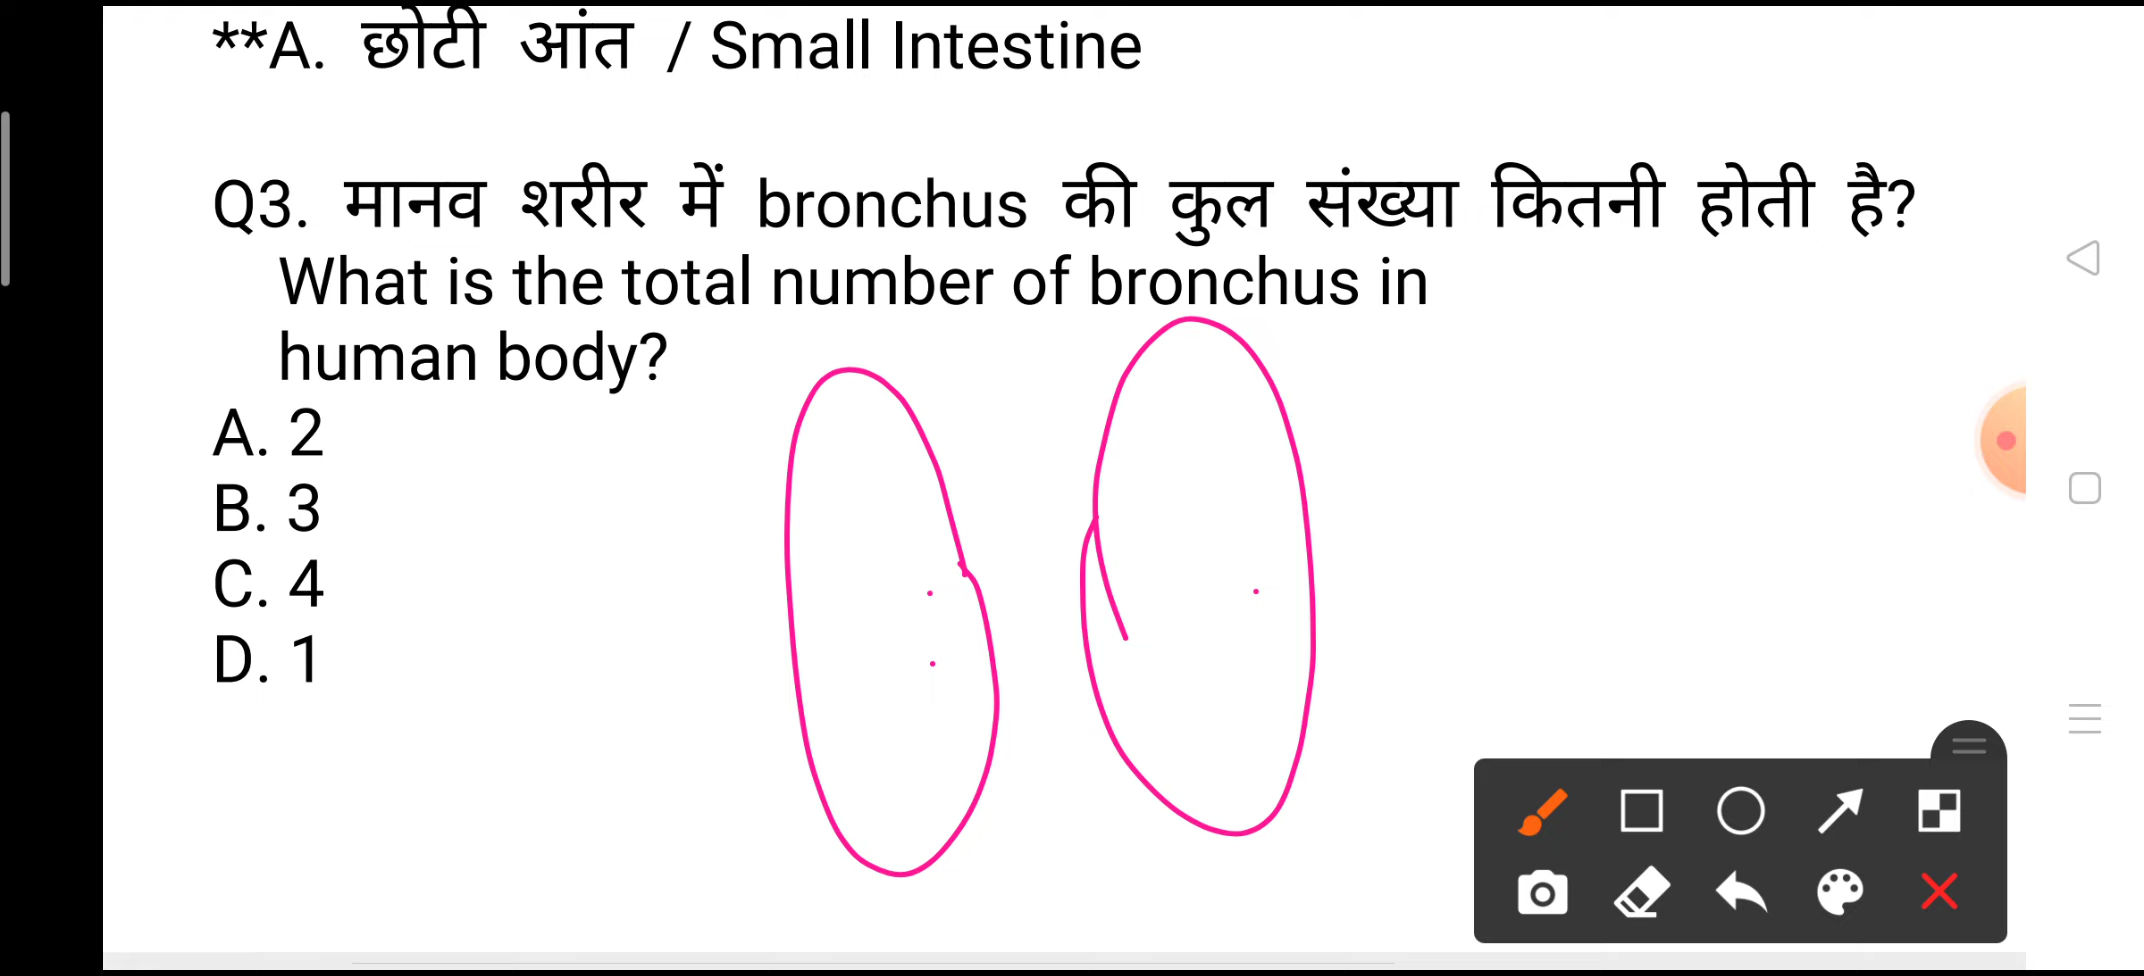 **A. छोटी आंत / Small Intestine
Q3. मानव शरीर में bronchus की कुल संख्या कितनी होती है?
What is the total number of bronchus in
human body?
A. 2
B. 3
C. 4
D. 1